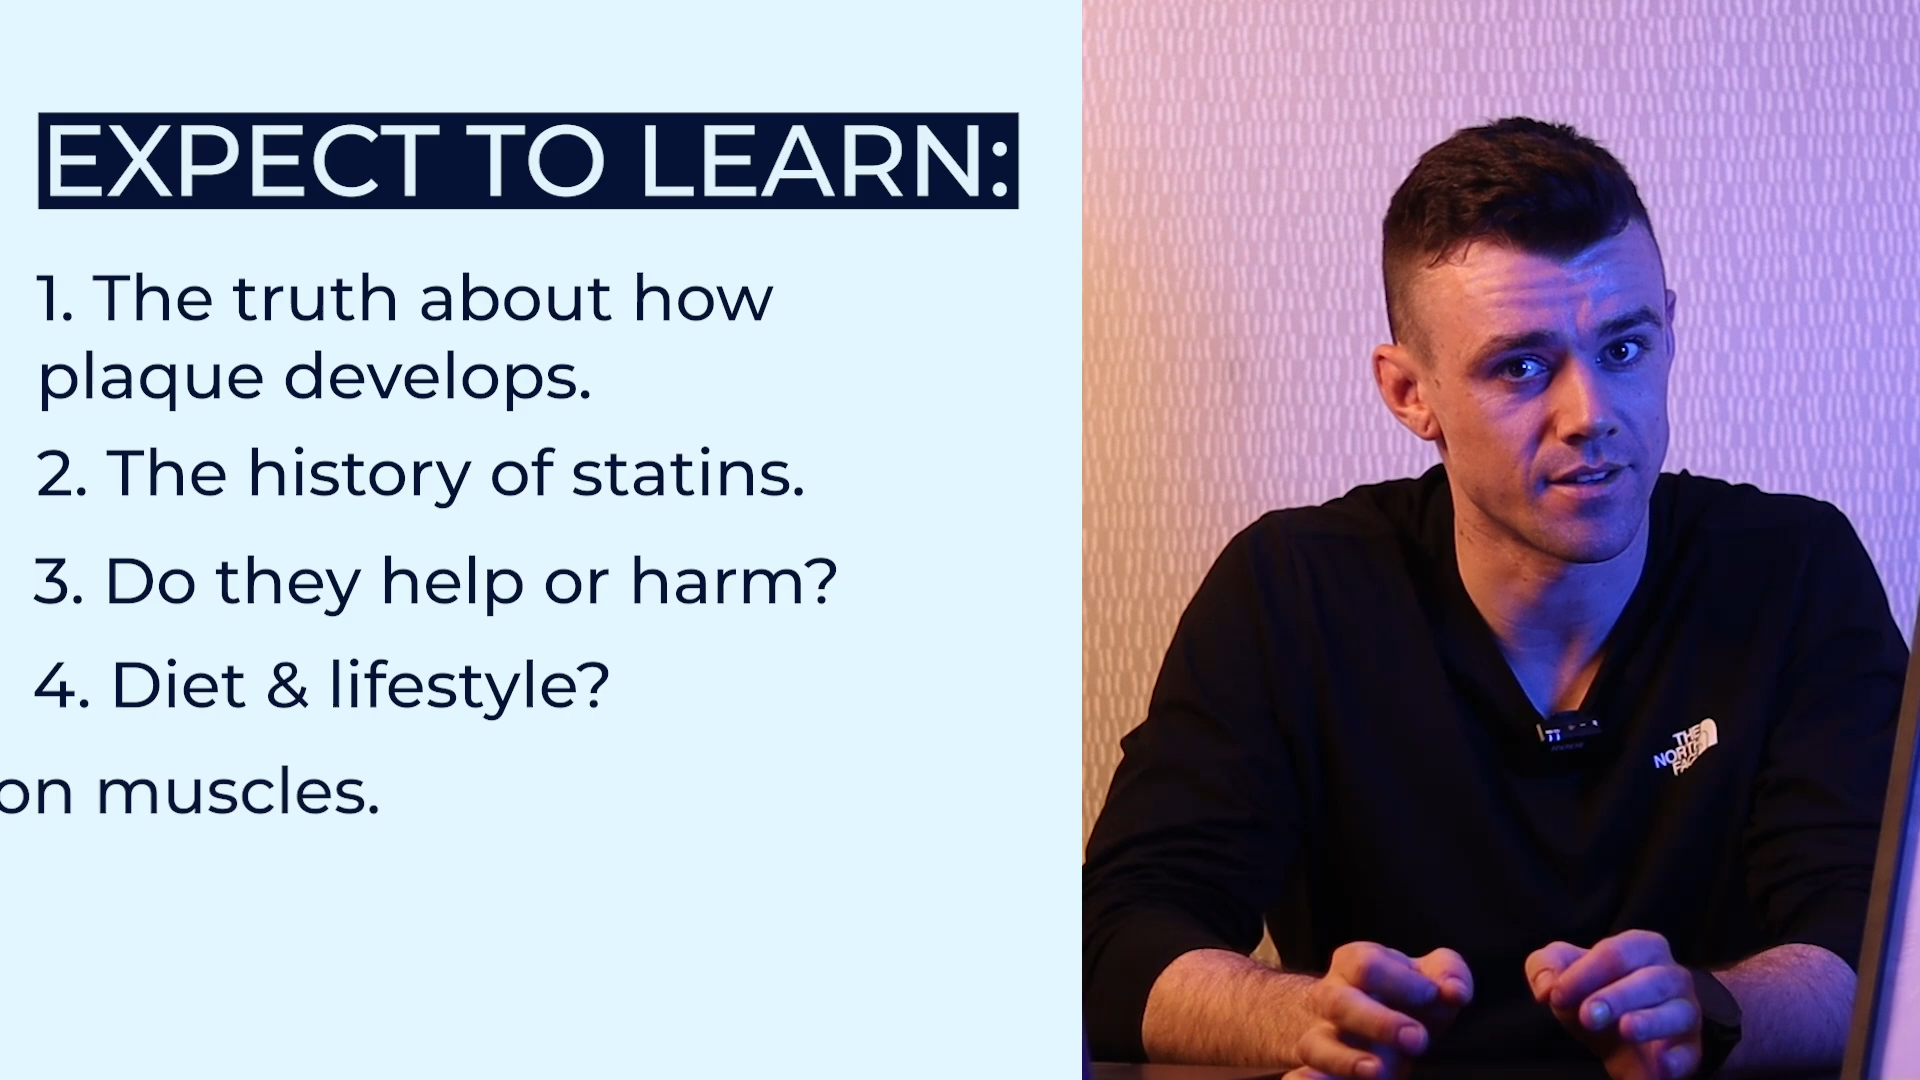 EXPECT TO LEARN:
1. The truth about how
plaque develops.
2. The history of statins.
3. Do they help or harm?
4. Diet & lifestyle?
on muscles.
THE
NORTH
FACE